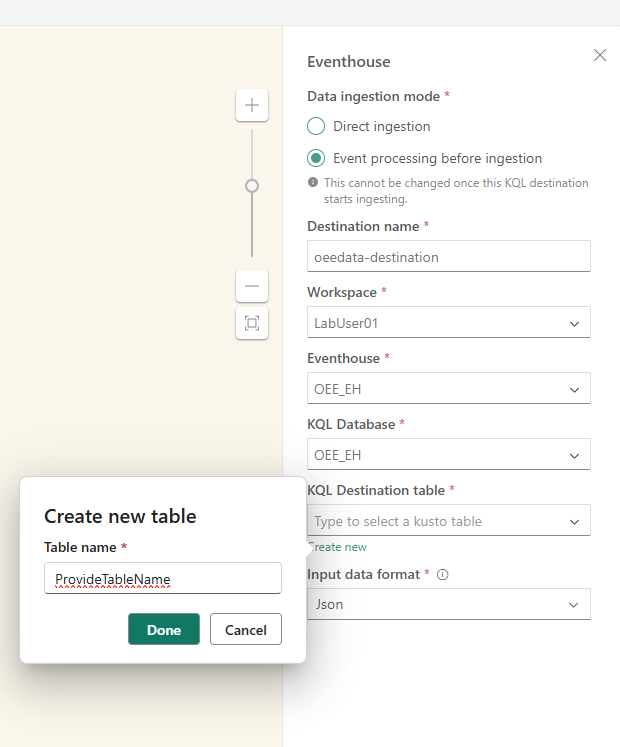 Eventhouse
Data ingestion mode *
Direct ingestion
Event processing before ingestion
This cannot be changed once this KQL destination
starts ingesting.
Destination name *
oeedata-destination
Workspace *
LabUser01
Eventhouse *
OEE_EH
KQL Database *
OEE_EH
KQL Destination table *
Type to select a kusto table
Create new
Input data format *
Json
Create new table
Table name *
ProvideTableName
Done
Cancel